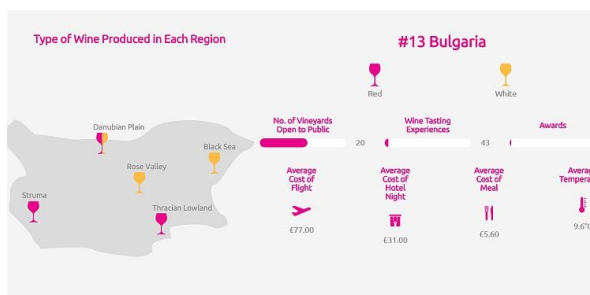 Type of Wine Produced in Each Region
#13 Bulgaria
Red
White
Danubian Plain
Black Sea
Rose Valley
Struma
Thracian Lowland
No. of Vineyards
Open to Public
20
Wine Tasting
Experiences
43
Awards
Average
Cost of
Flight
£77.00
Average
Cost of
Hotel
Night
£31.00
Average
Cost of
Meal
£5.60
9.6°